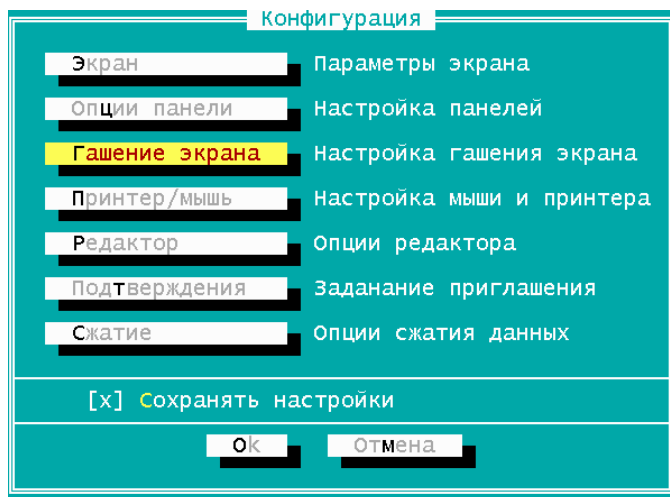 Конфигурация
Экран Параметры экрана
Опции панели Настройка панелей
Гашение экрана Настройка гашения экрана
Принтер/мышь Настройка мыши и принтера
Редактор Опции редактора
Подтверждения Заданание приглашения
Сжатие Опции сжатия данных
[x] Сохранять настройки
Ok Отмена